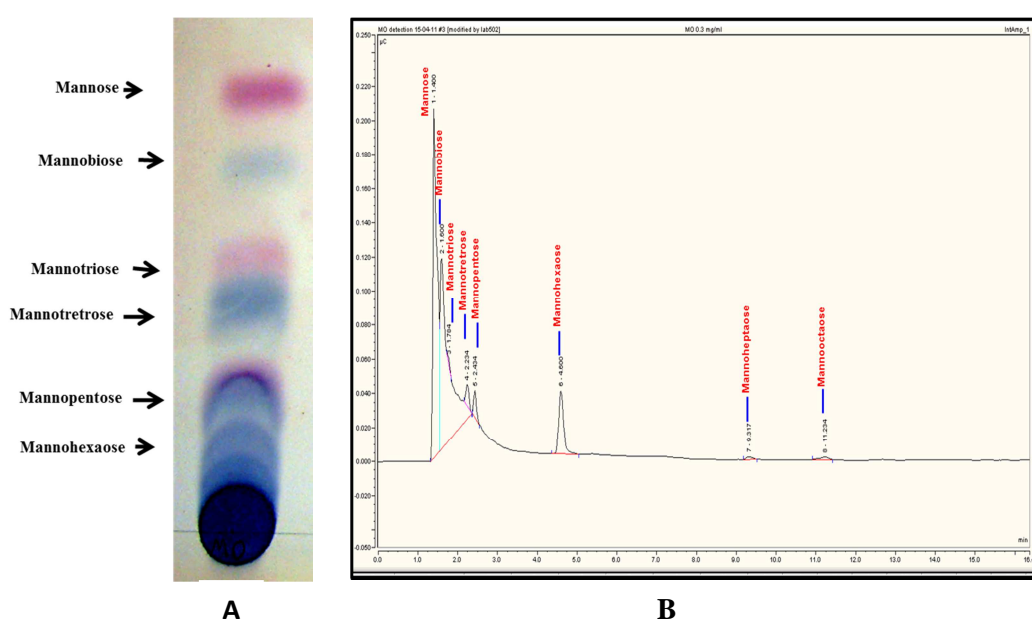 Mannose
Mannobiose
Mannotriose
Mannotretrose
Mannopentose
Mannohexaose
MO
A
MO detection 15-04-11 #3 [modified by lab502]
MO 0.3 mg/ml
IntAmp_1
µC
0.250
0.220
0.200
0.180
0.160
0.140
0.120
0.100
0.080
0.060
0.040
0.020
0.000
-0.020
-0.050
Mannose
1 - 1.400
Mannobiose
2 - 1.600
Mannotriose
3 - 1.784
Mannotretrose
4 - 2.234
Mannopentose
5 - 2.434
Mannohexaose
6 - 4.600
Mannoheptaose
7 - 9.317
Mannooctaose
8 - 11.234
min
0.0 1.0 2.0 3.0 4.0 5.0 6.0 7.0 8.0 9.0 10.0 11.0 12.0 13.0 14.0 15.0
B